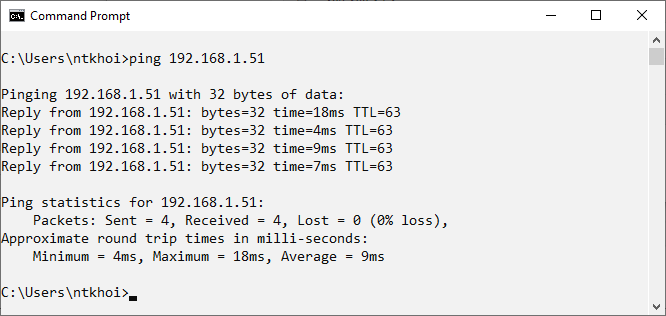 Command Prompt
C:\Users\ntkhoi>ping 192.168.1.51
Pinging 192.168.1.51 with 32 bytes of data:
Reply from 192.168.1.51: bytes=32 time=18ms TTL=63
Reply from 192.168.1.51: bytes=32 time=4ms TTL=63
Reply from 192.168.1.51: bytes=32 time=9ms TTL=63
Reply from 192.168.1.51: bytes=32 time=7ms TTL=63
Ping statistics for 192.168.1.51:
    Packets: Sent = 4, Received = 4, Lost = 0 (0% loss),
Approximate round trip times in milli-seconds:
    Minimum = 4ms, Maximum = 18ms, Average = 9ms
C:\Users\ntkhoi>